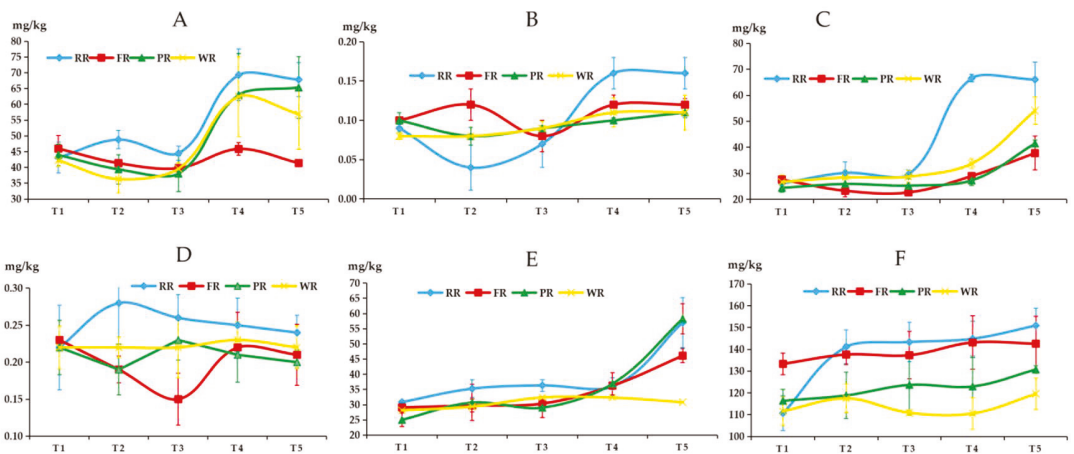 A
mg/kg
80
75
70
65
60
55
50
45
40
35
30
RR FR PR WR
T1 T2 T3 T4 T5
B
mg/kg
0.20
0.15
0.10
0.05
0.00
RR FR PR WR
T1 T2 T3 T4 T5
C
mg/kg
80
70
60
50
40
30
20
RR FR PR WR
T1 T2 T3 T4 T5
D
mg/kg
0.30
0.25
0.20
0.15
0.10
RR FR PR WR
T1 T2 T3 T4 T5
E
mg/kg
70
65
60
55
50
45
40
35
30
25
20
RR FR PR WR
T1 T2 T3 T4 T5
F
mg/kg
170
160
150
140
130
120
110
100
RR FR PR WR
T1 T2 T3 T4 T5